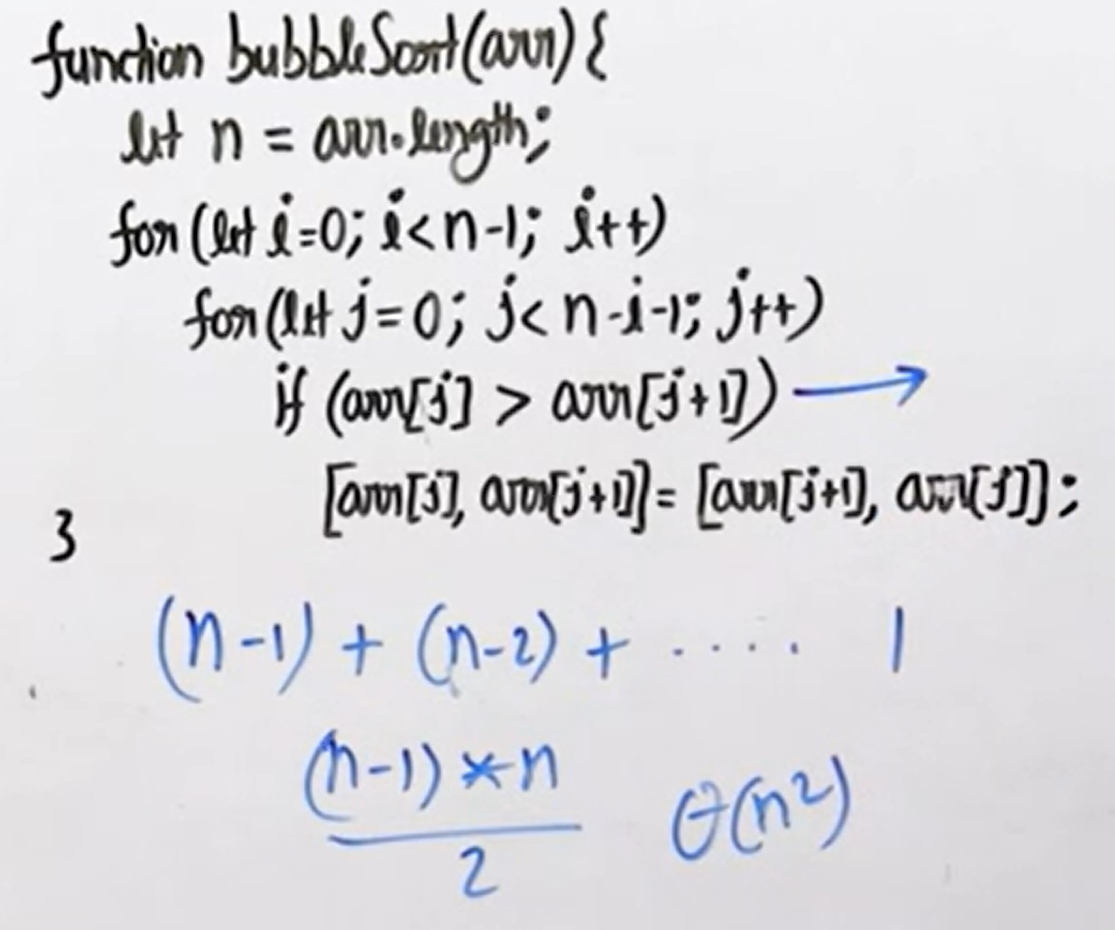 function bubbleSort(arr) {
let n = arr.length;
for (let i=0; i<n-1; i++)
for(let j=0; j<n-i-1; j++)
if (arr[j] > arr[j+1]) →
[arr[j], arr[j+1]] = [arr[j+1], arr[j]];
}
(n-1) + (n-2) + ..... 1
(n-1) * n
2
θ(n²)